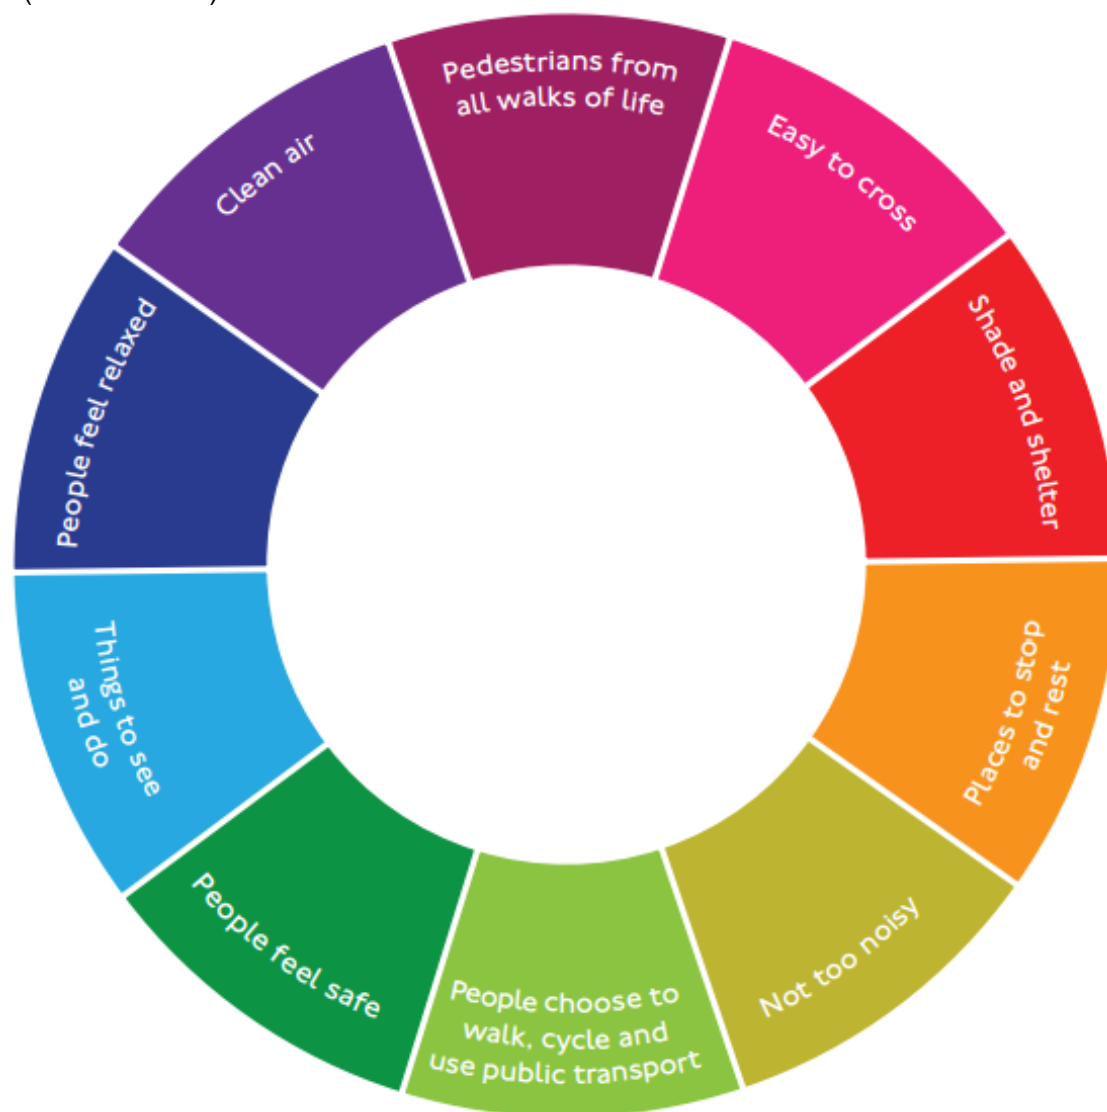 Pedestrians from
all walks of life
Easy to cross
Shade and shelter
Places to stop
and rest
Not too noisy
People choose to
walk, cycle and
use public transport
People feel safe
Things to see
and do
People feel relaxed
Clean air